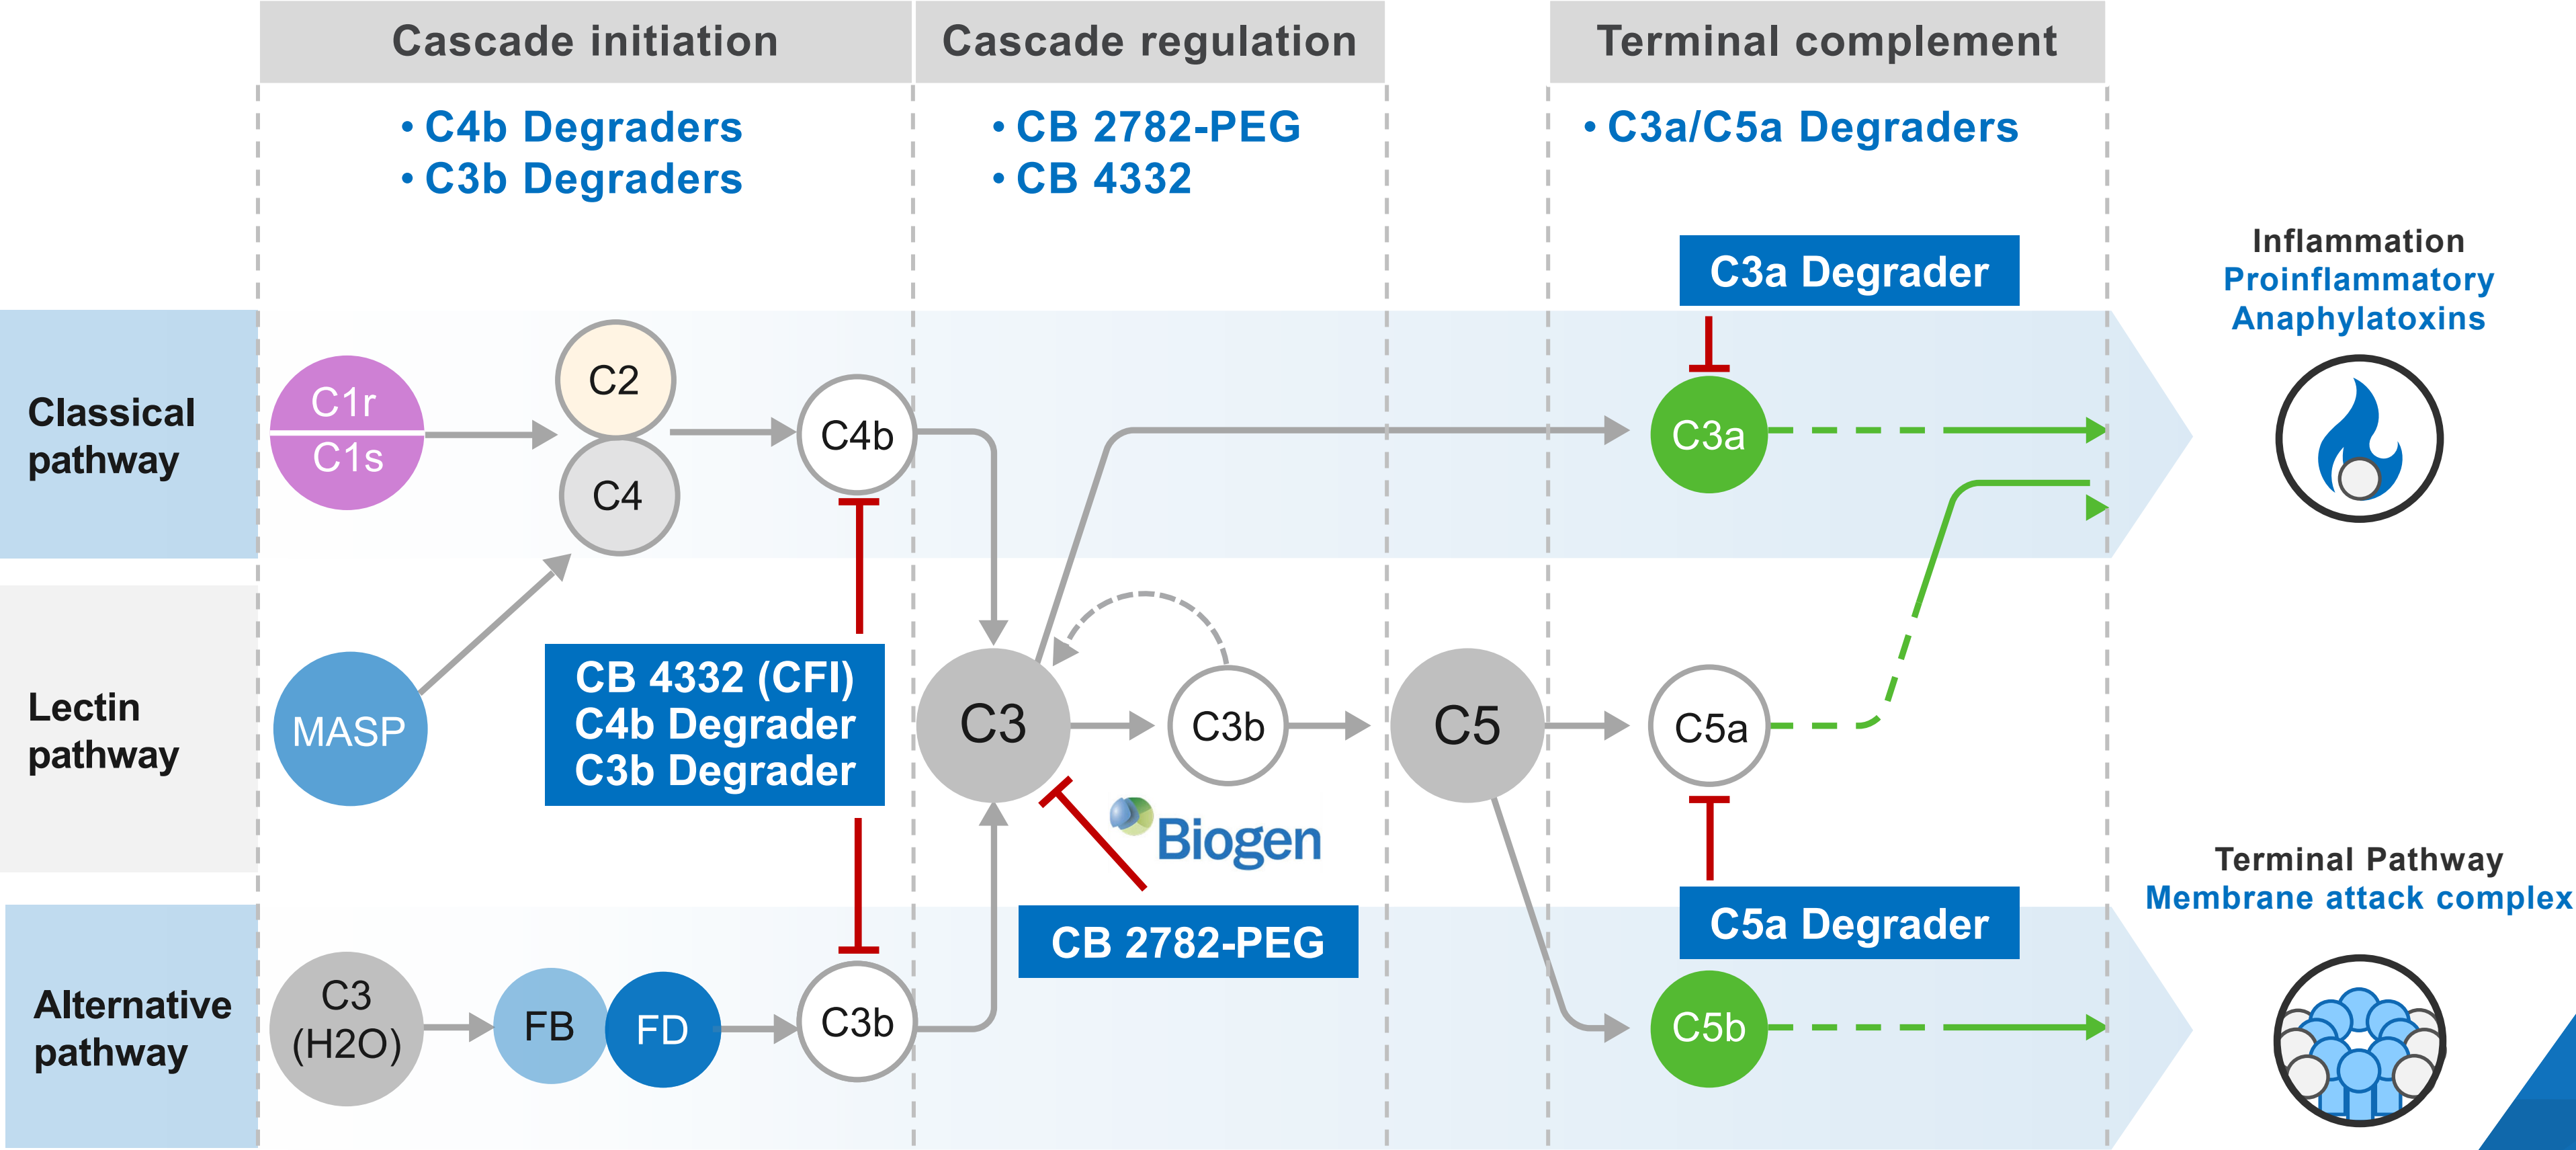 Cascade initiation
Cascade regulation
Terminal complement
• C4b Degraders
• C3b Degraders
• CB 2782-PEG
• CB 4332
• C3a/C5a Degraders
C3a Degrader
Inflammation
Proinflammatory
Anaphylatoxins
Classical
pathway
C1r
C1s
C2
C4
C4b
C3a
Lectin
pathway
MASP
CB 4332 (CFI)
C4b Degrader
C3b Degrader
C3
C3b
C5
C5a
Biogen
CB 2782-PEG
C5a Degrader
Terminal Pathway
Membrane attack complex
Alternative
pathway
C3
(H2O)
FB
FD
C3b
C5b